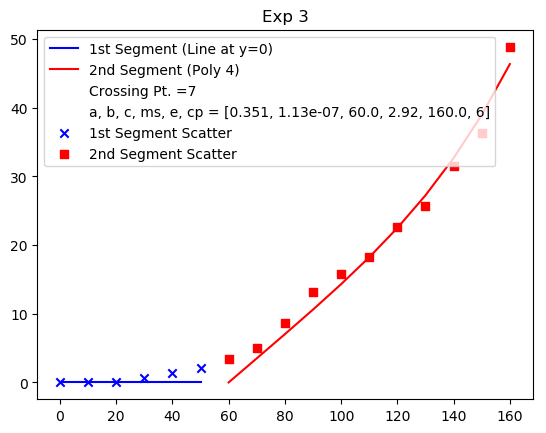 Exp 3
50
40
30
20
10
0
1st Segment (Line at y=0)
2nd Segment (Poly 4)
Crossing Pt. =7
a, b, c, ms, e, cp = [0.351, 1.13e-07, 60.0, 2.92, 160.0, 6]
1st Segment Scatter
2nd Segment Scatter
0 20 40 60 80 100 120 140 160